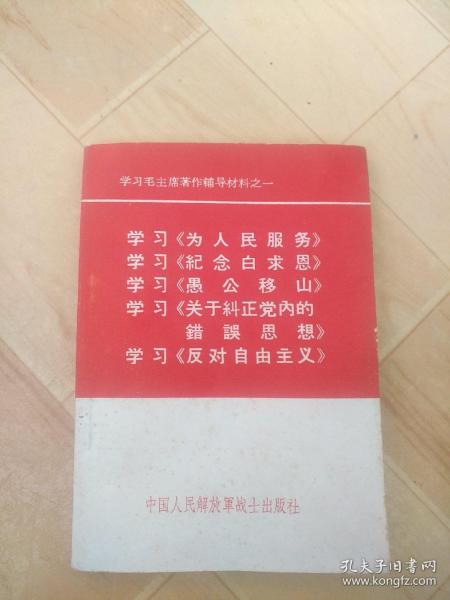 学习毛主席著作輔导材料之一
学习《为人民服务》
学习《紀念白求恩》
学习《愚公移山》
学习《关于糾正党內的
錯誤思想》
学习《反对自由主义》
中国人民解放軍战士出版社
孔夫子旧书网
www.kongfz.com